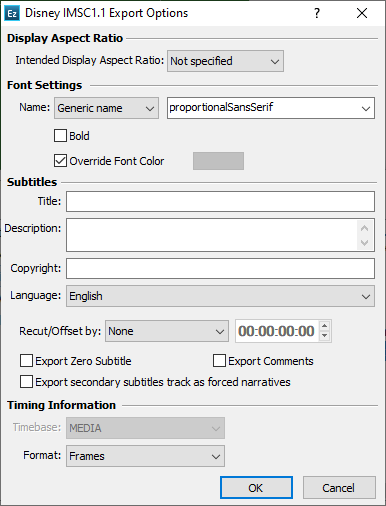 Ez Disney IMSC1.1 Export Options
Display Aspect Ratio
Intended Display Aspect Ratio: Not specified
Font Settings
Name: Generic name proportionalSansSerif
Bold
Override Font Color
Subtitles
Title:
Description:
Copyright:
Language: English
Recut/Offset by: None 00:00:00:00
Export Zero Subtitle Export Comments
Export secondary subtitles track as forced narratives
Timing Information
Timebase: MEDIA
Format: Frames
OK Cancel